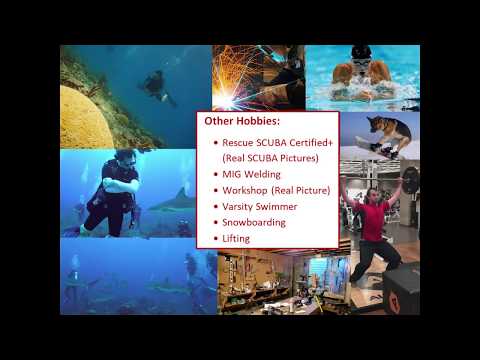 Other Hobbies:
• Rescue SCUBA Certified+
(Real SCUBA Pictures)
• MIG Welding
• Workshop (Real Picture)
• Varsity Swimmer
• Snowboarding
• Lifting